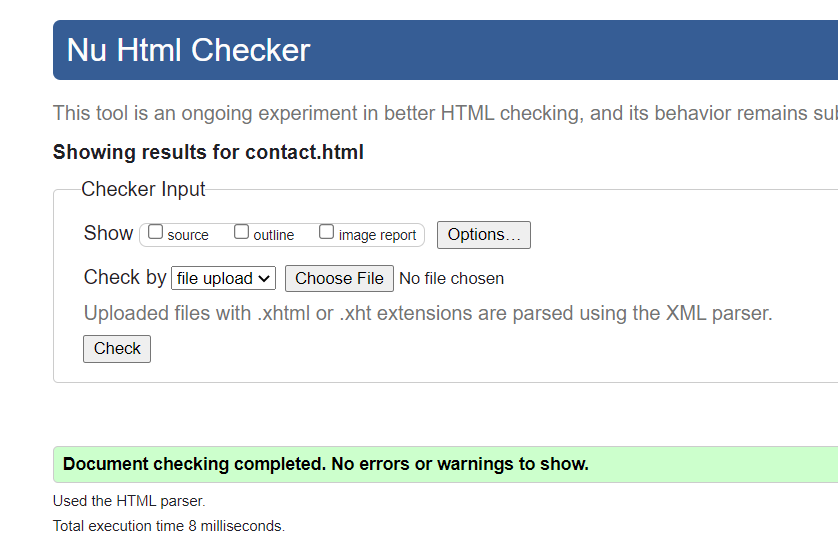 Nu Html Checker
This tool is an ongoing experiment in better HTML checking, and its behavior remains
Showing results for contact.html
Checker Input
Show source outline image report Options...
Check by file upload Choose File No file chosen
Uploaded files with .xhtml or .xht extensions are parsed using the XML parser.
Check
Document checking completed. No errors or warnings to show.
Used the HTML parser.
Total execution time 8 milliseconds.